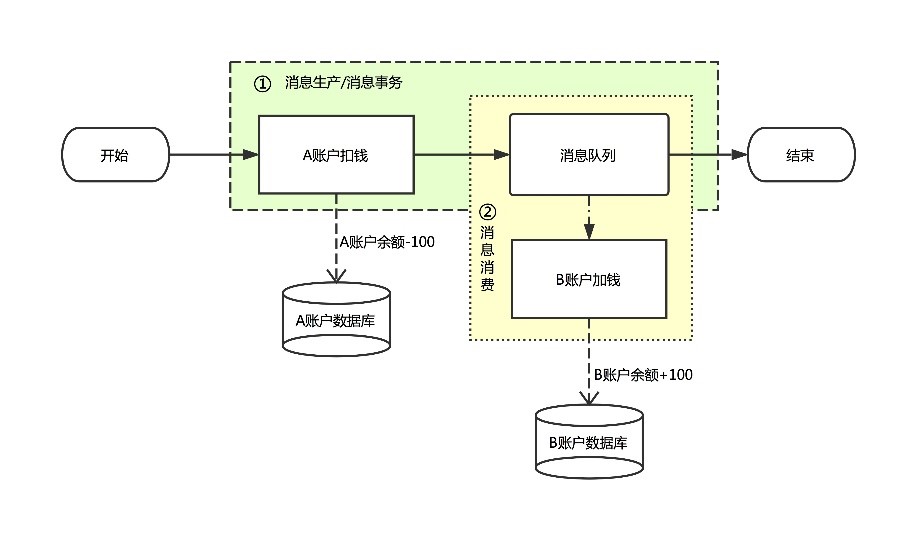 ① 消息生产/消息事务
开始
A账户扣钱
消息队列
结束
② 消息消费
A账户余额-100
B账户加钱
A账户数据库
B账户余额+100
B账户数据库